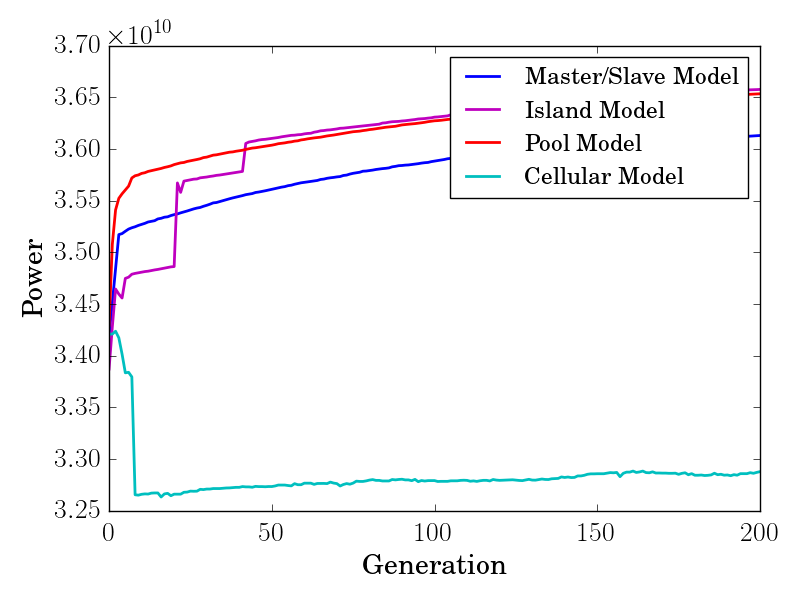 ×10^10
3.70
3.65
3.60
3.55
3.50
3.45
3.40
3.35
3.30
3.25
Power
Master/Slave Model
Island Model
Pool Model
Cellular Model
0
50
100
150
200
Generation